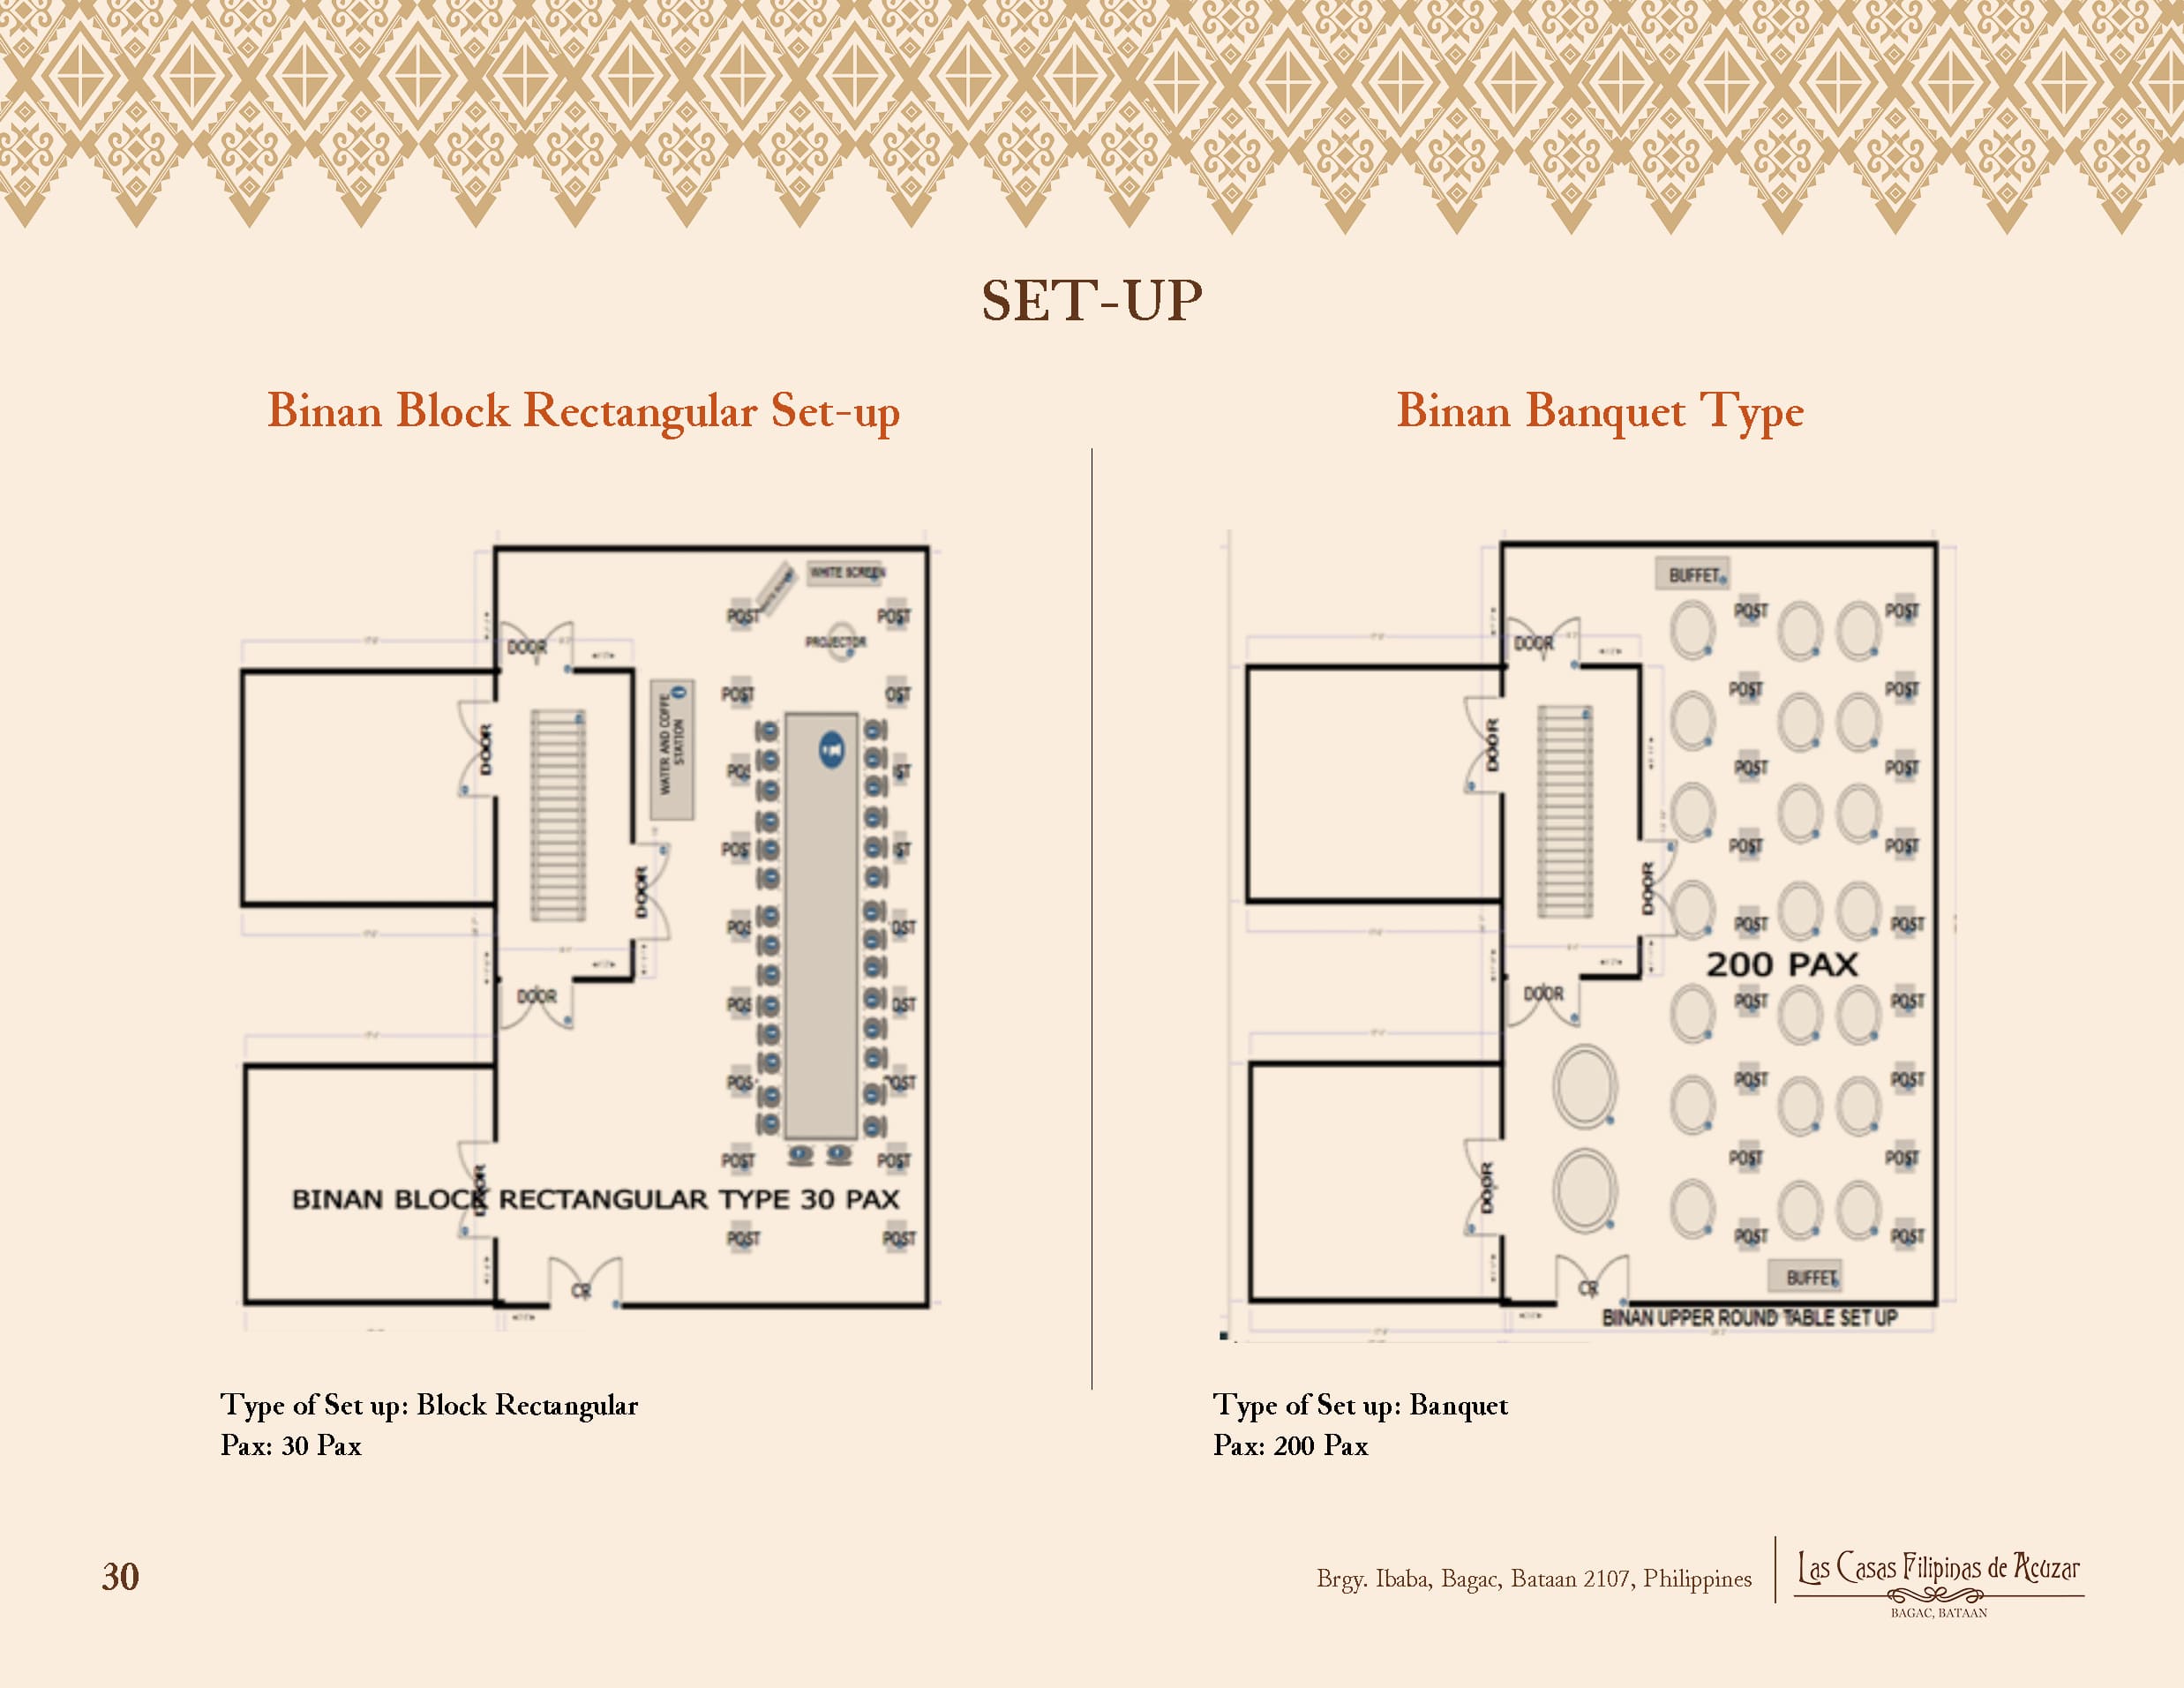 SET-UP
Binan Block Rectangular Set-up
WHITE SCREEN
POST
POST
PROJECTOR
DOOR
POST
OST
WATER AND COFFE
STATION
DOOR
POS
ST
POST
ST
DOOR
POS
OST
DOOR
POS
OST
POS
OST
POST
POST
DOOR
BINAN BLOCK RECTANGULAR TYPE 30 PAX
POST
POST
CR
Type of Set up: Block Rectangular
Pax: 30 Pax
Binan Banquet Type
BUFFET
POST
POST
DOOR
POST
POST
DOOR
POST
POST
POST
POST
DOOR
POST
POST
200 PAX
DOOR
POST
POST
POST
POST
POST
POST
DOOR
POST
POST
BUFFET
CR
BINAN UPPER ROUND TABLE SET UP
Type of Set up: Banquet
Pax: 200 Pax
30
Brgy. Ibaba, Bagac, Bataan 2107, Philippines
Las Casas Filipinas de Acuzar
BAGAC, BATAAN